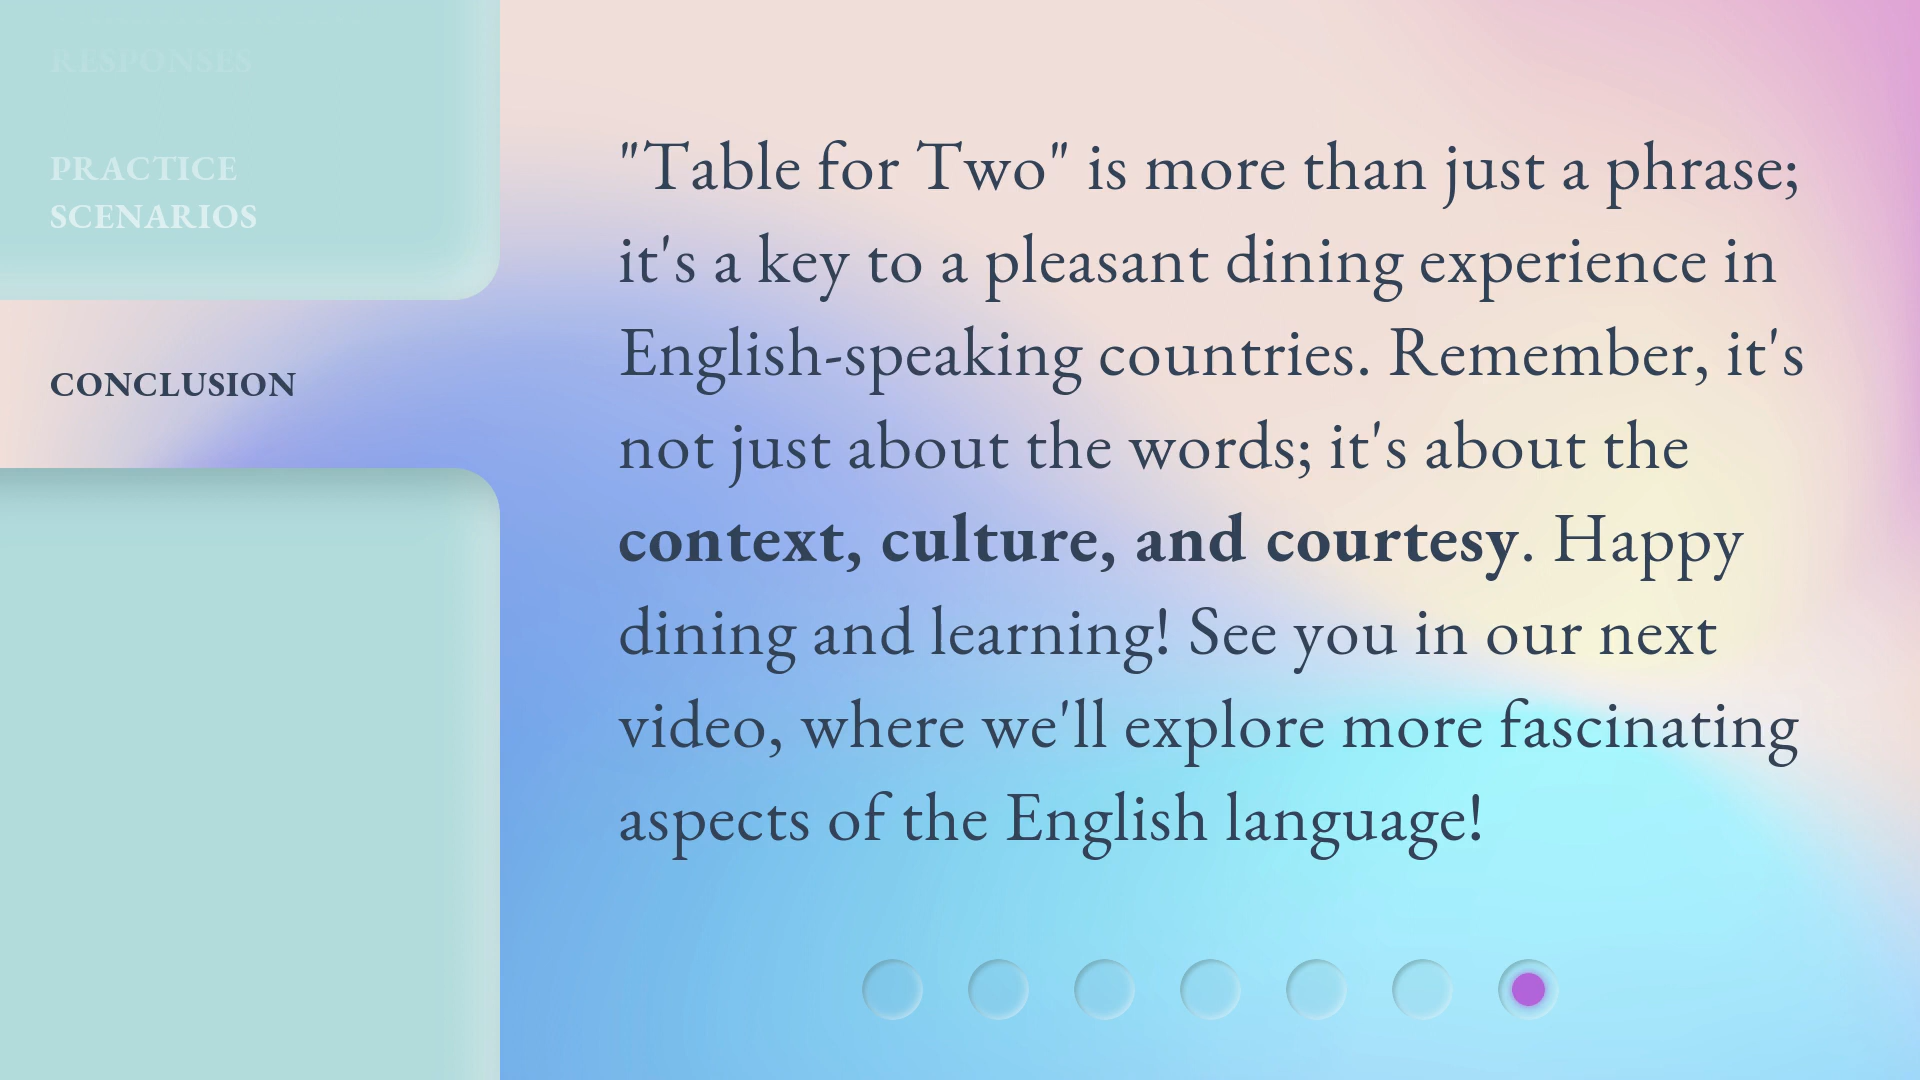 RESPONSES
PRACTICE
SCENARIOS
CONCLUSION
"Table for Two" is more than just a phrase;
it's a key to a pleasant dining experience in
English-speaking countries. Remember, it's
not just about the words; it's about the
context, culture, and courtesy. Happy
dining and learning! See you in our next
video, where we'll explore more fascinating
aspects of the English language!